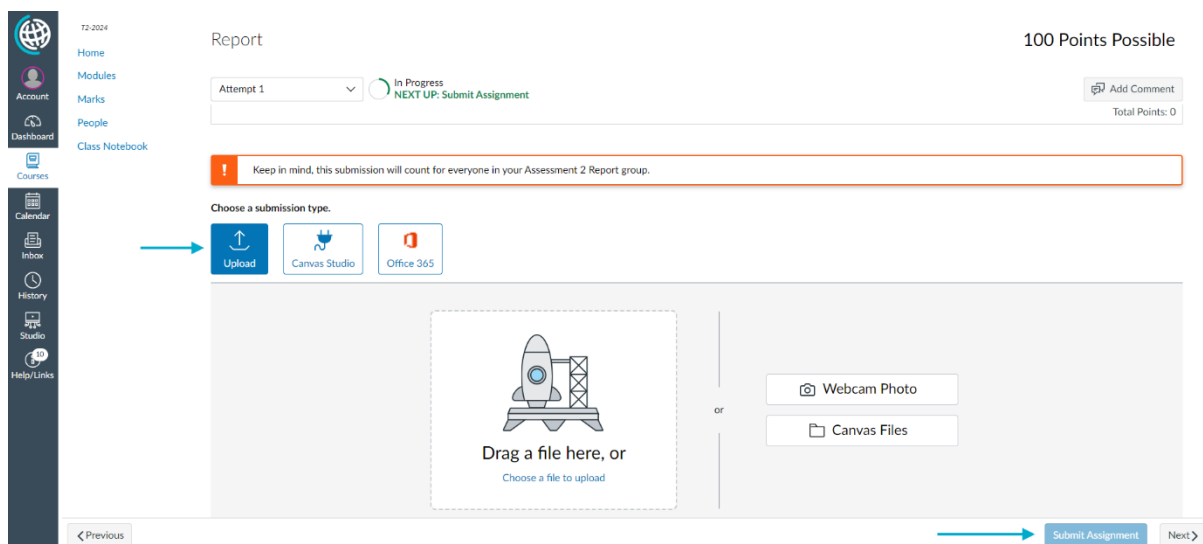 T2-2024
Home
Modules
Marks
People
Class Notebook
Account
Dashboard
Courses
Calendar
Inbox
History
Studio
10
Help/Links
Report
100 Points Possible
Attempt 1
In Progress
NEXT UP: Submit Assignment
Add Comment
Total Points: 0
! Keep in mind, this submission will count for everyone in your Assessment 2 Report group.
Choose a submission type.
Upload
Canvas Studio
Office 365
Drag a file here, or
Choose a file to upload
or
Webcam Photo
Canvas Files
Previous
Submit Assignment
Next